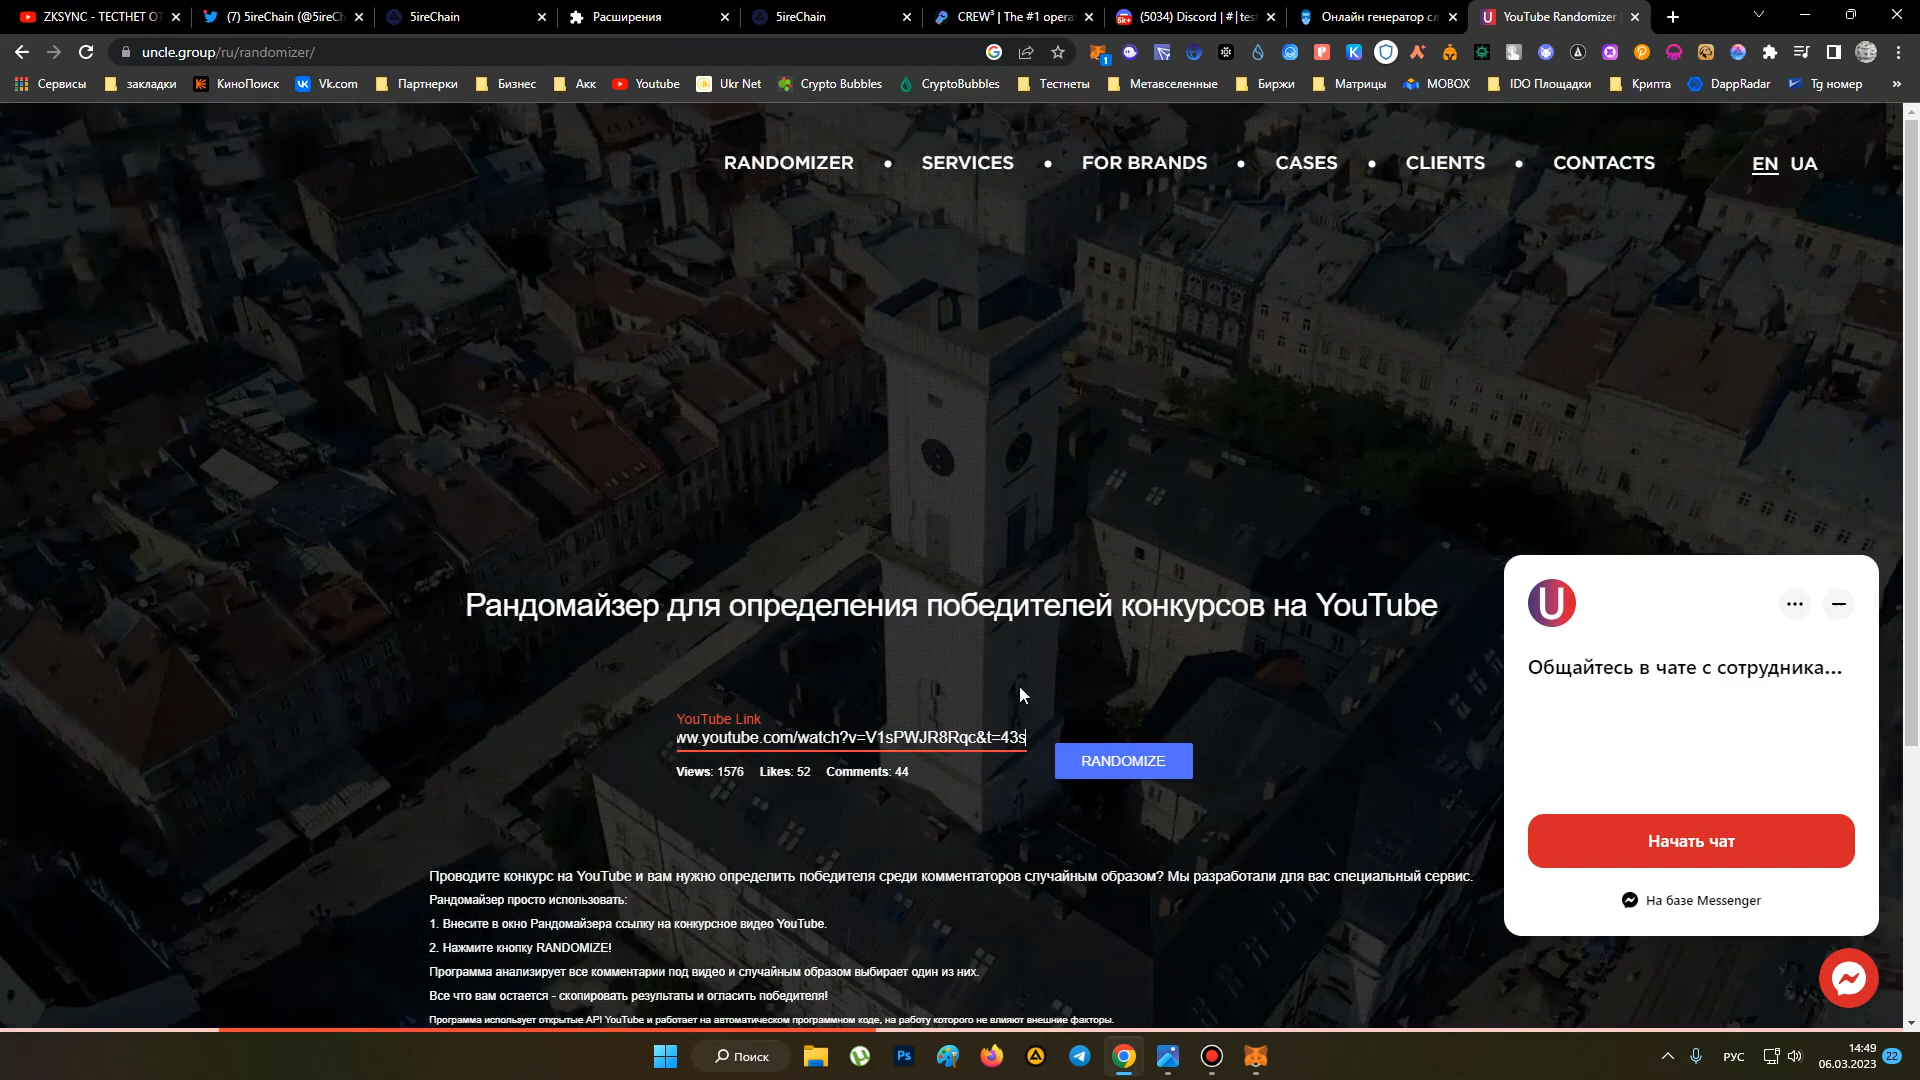 ZKSYNC - ТЕСТНЕТ ОТ
(7) 5ireChain (@5ireCh
5ireChain
Расширения
5ireChain
CREW³ | The #1 opera
(5034) Discord | # | tes
Онлайн генератор сл
YouTube Randomizer |
uncle.group/ru/randomizer/
1
Сервисы
закладки
КиноПоиск
Vk.com
Партнерки
Бизнес
Акк
Youtube
Ukr Net
Crypto Bubbles
CryptoBubbles
Тестнеты
Метавселенные
Биржи
Матрицы
MOBOX
IDO Площадки
Крипта
DappRadar
Tg номер
»
RANDOMIZER • SERVICES • FOR BRANDS • CASES • CLIENTS • CONTACTS
EN UA
Рандомайзер для определения победителей конкурсов на YouTube
YouTube Link
ww.youtube.com/watch?v=V1sPWJR8Rqc&t=43s
RANDOMIZE
Views: 1576 Likes: 52 Comments: 44
Проводите конкурс на YouTube и вам нужно определить победителя среди комментаторов случайным образом? Мы разработали для вас специальный сервис.
Рандомайзер просто использовать:
1. Внесите в окно Рандомайзера ссылку на конкурсное видео YouTube.
2. Нажмите кнопку RANDOMIZE!
Программа анализирует все комментарии под видео и случайным образом выбирает один из них.
Все что вам остается - скопировать результаты и огласить победителя!
Программа использует открытые API YouTube и работает на автоматическом программном коде, на работу которого не влияют внешние факторы.
U
Общайтесь в чате с сотрудника...
Начать чат
На базе Messenger
Поиск
Ps
РУС
14:49
06.03.2023
22